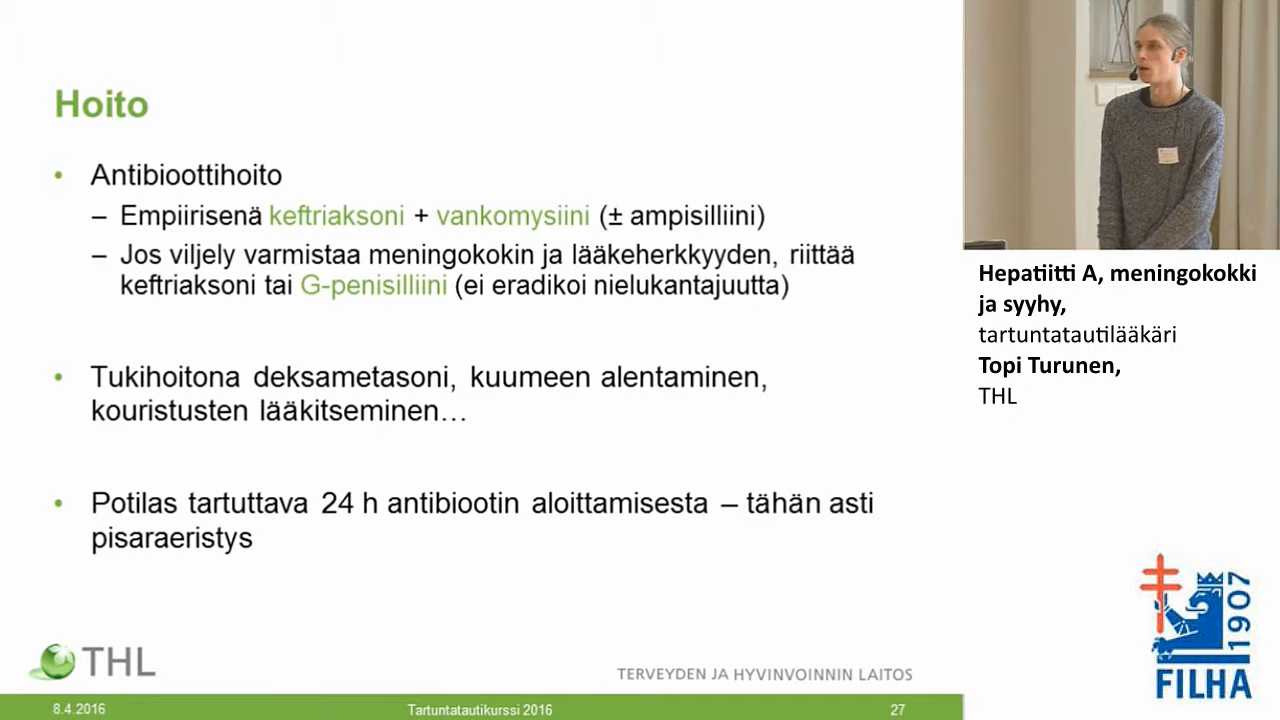 Hoito
• Antibioottihoito
– Empiirisenä keftriaksoni + vankomysiini (± ampisilliini)
– Jos viljely varmistaa meningokokin ja lääkeherkkyyden, riittää
keftriaksoni tai G-penisilliini (ei eradikoi nielukantajuutta)
• Tukihoitona deksametasoni, kuumeen alentaminen,
kouristusten lääkitseminen…
• Potilas tartuttava 24 h antibiootin aloittamisesta – tähän asti
pisaraeristys
THL
TERVEYDEN JA HYVINVOINNIN LAITOS
8.4.2016
Tartuntatautikurssi 2016
27
Hepatiitti A, meningokokki
ja syyhy,
tartuntatautilääkäri
Topi Turunen,
THL
1907
FILHA